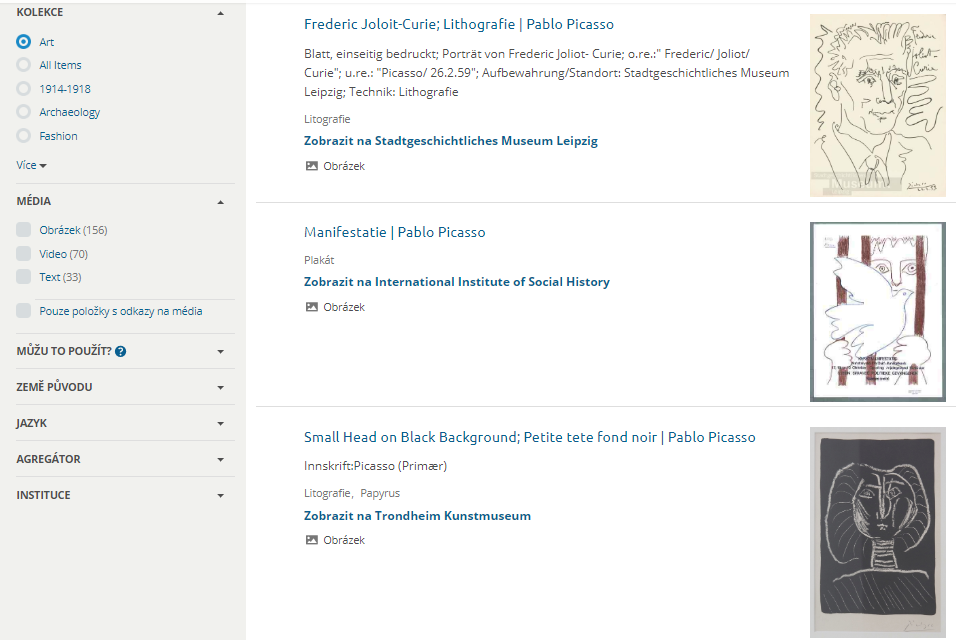 KOLEKCE
Art
All Items
1914-1918
Archaeology
Fashion
Více
MÉDIA
Obrázek (156)
Video (70)
Text (33)
Pouze položky s odkazy na média
MŮŽU TO POUŽÍT? ?
ZEMĚ PŮVODU
JAZYK
AGREGÁTOR
INSTITUCE
Frederic Joloit-Curie; Lithografie | Pablo Picasso
Blatt, einseitig bedruckt; Porträt von Frederic Joliot- Curie; o.re.:" Frederic/ Joliot/
Curie"; u.re.: "Picasso/ 26.2.59"; Aufbewahrung/Standort: Stadtgeschichtliches Museum
Leipzig; Technik: Lithografie
Litografie
Zobrazit na Stadtgeschichtliches Museum Leipzig
Obrázek
Manifestatie | Pablo Picasso
Plakát
Zobrazit na International Institute of Social History
Obrázek
Small Head on Black Background; Petite tete fond noir | Pablo Picasso
Innskrift:Picasso (Primær)
Litografie, Papyrus
Zobrazit na Trondheim Kunstmuseum
Obrázek